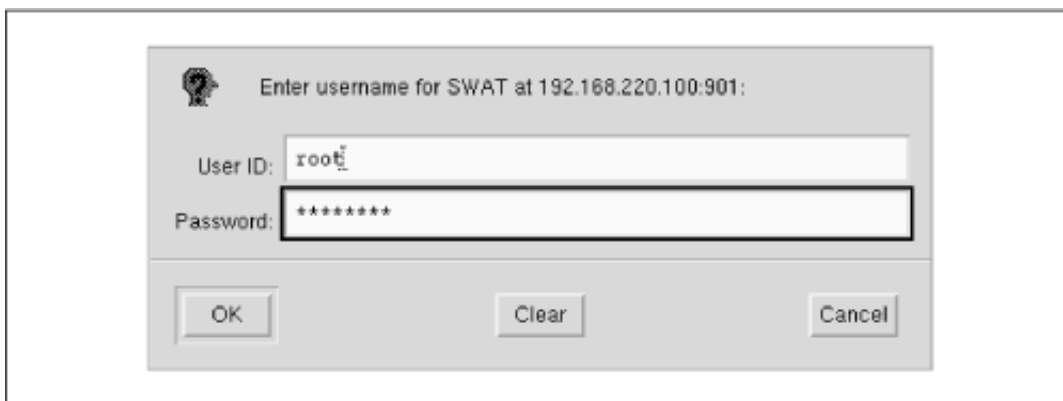 Enter username for SWAT at 192.168.220.100:901:
User ID: root
Password: ********
OK Clear Cancel